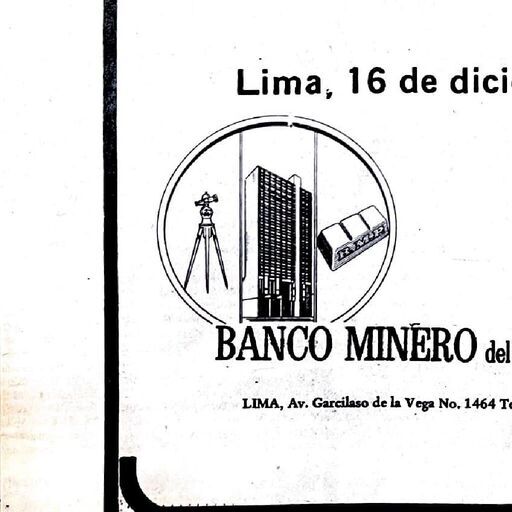 Lima, 16 de dici
BMP
BANCO MINERO del
LIMA, Av. Garcilaso de la Vega No. 1464 Te